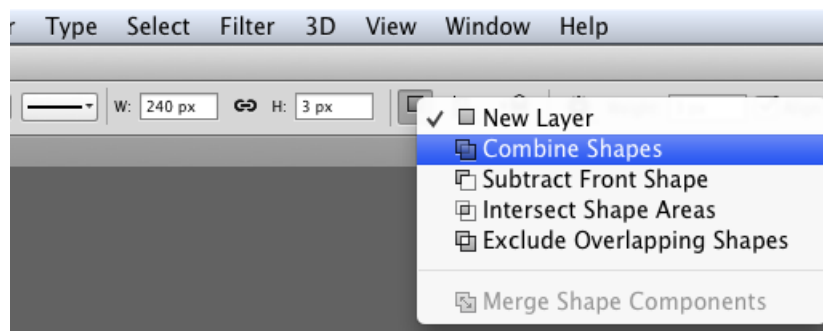 Type Select Filter 3D View Window Help
W: 240 px H: 3 px
✓ New Layer
Combine Shapes
Subtract Front Shape
Intersect Shape Areas
Exclude Overlapping Shapes
Merge Shape Components